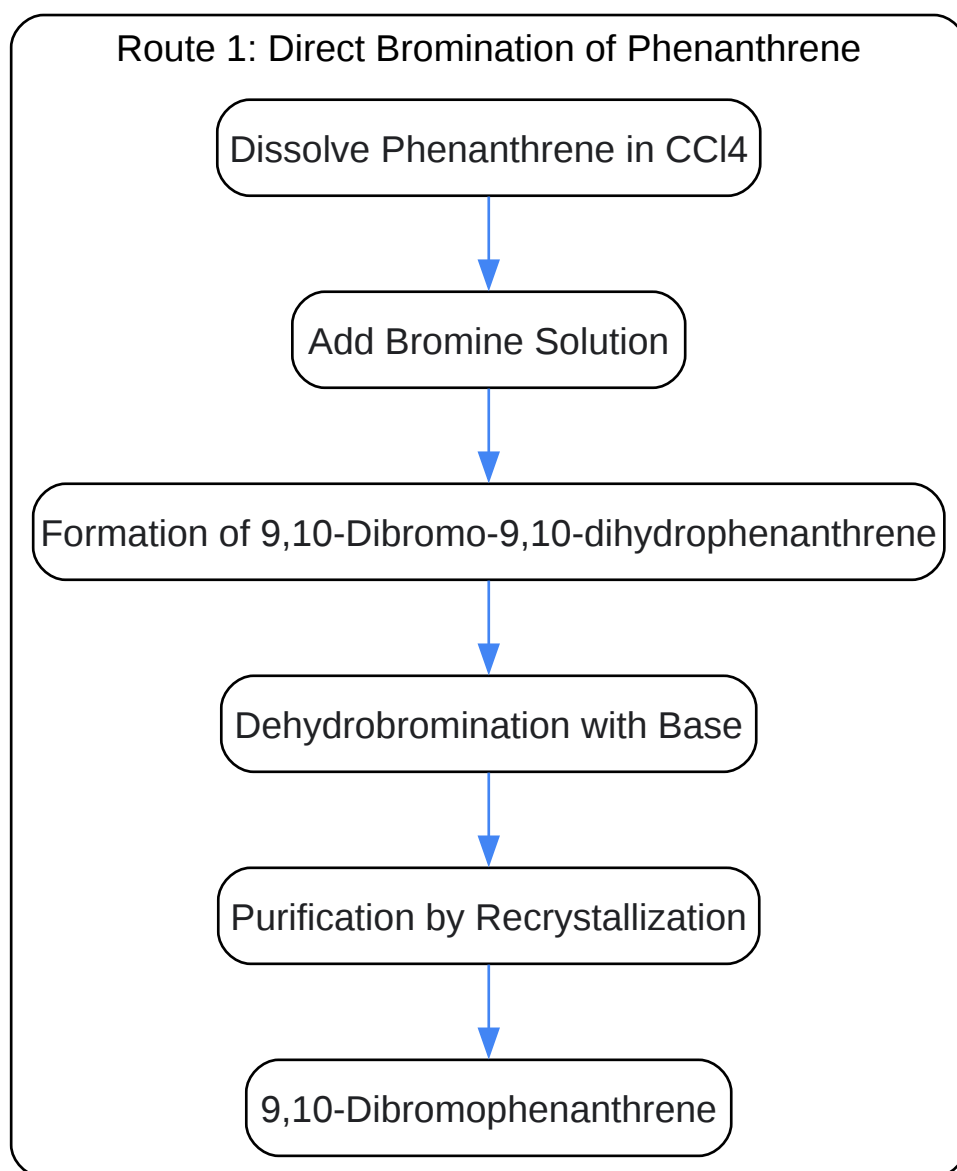 Route 1: Direct Bromination of Phenanthrene
Dissolve Phenanthrene in CCl4
Add Bromine Solution
Formation of 9,10-Dibromo-9,10-dihydrophenanthrene
Dehydrobromination with Base
Purification by Recrystallization
9,10-Dibromophenanthrene